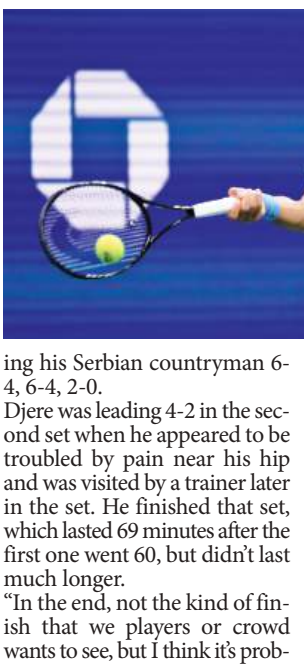 ing his Serbian countryman 6-
4, 6-4, 2-0.
Djere was leading 4-2 in the sec-
ond set when he appeared to be
troubled by pain near his hip
and was visited by a trainer later
in the set. He finished that set,
which lasted 69 minutes after the
first one went 60, but didn't last
much longer.
“In the end, not the kind of fin-
ish that we players or crowd
wants to see, but I think it's prob-